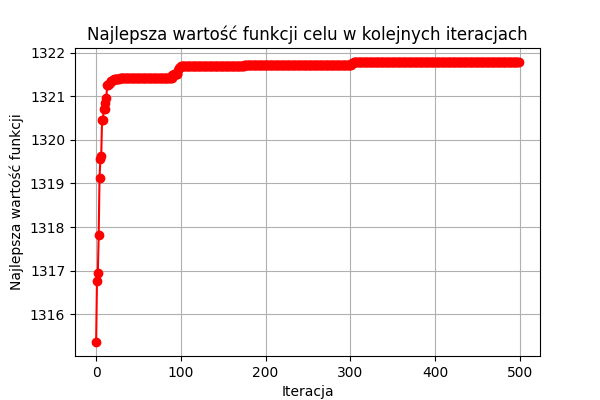 Najlepsza wartość funkcji celu w kolejnych iteracjach
1322
1321
1320
1319
1318
1317
1316
Najlepsza wartość funkcji
0 100 200 300 400 500
Iteracja